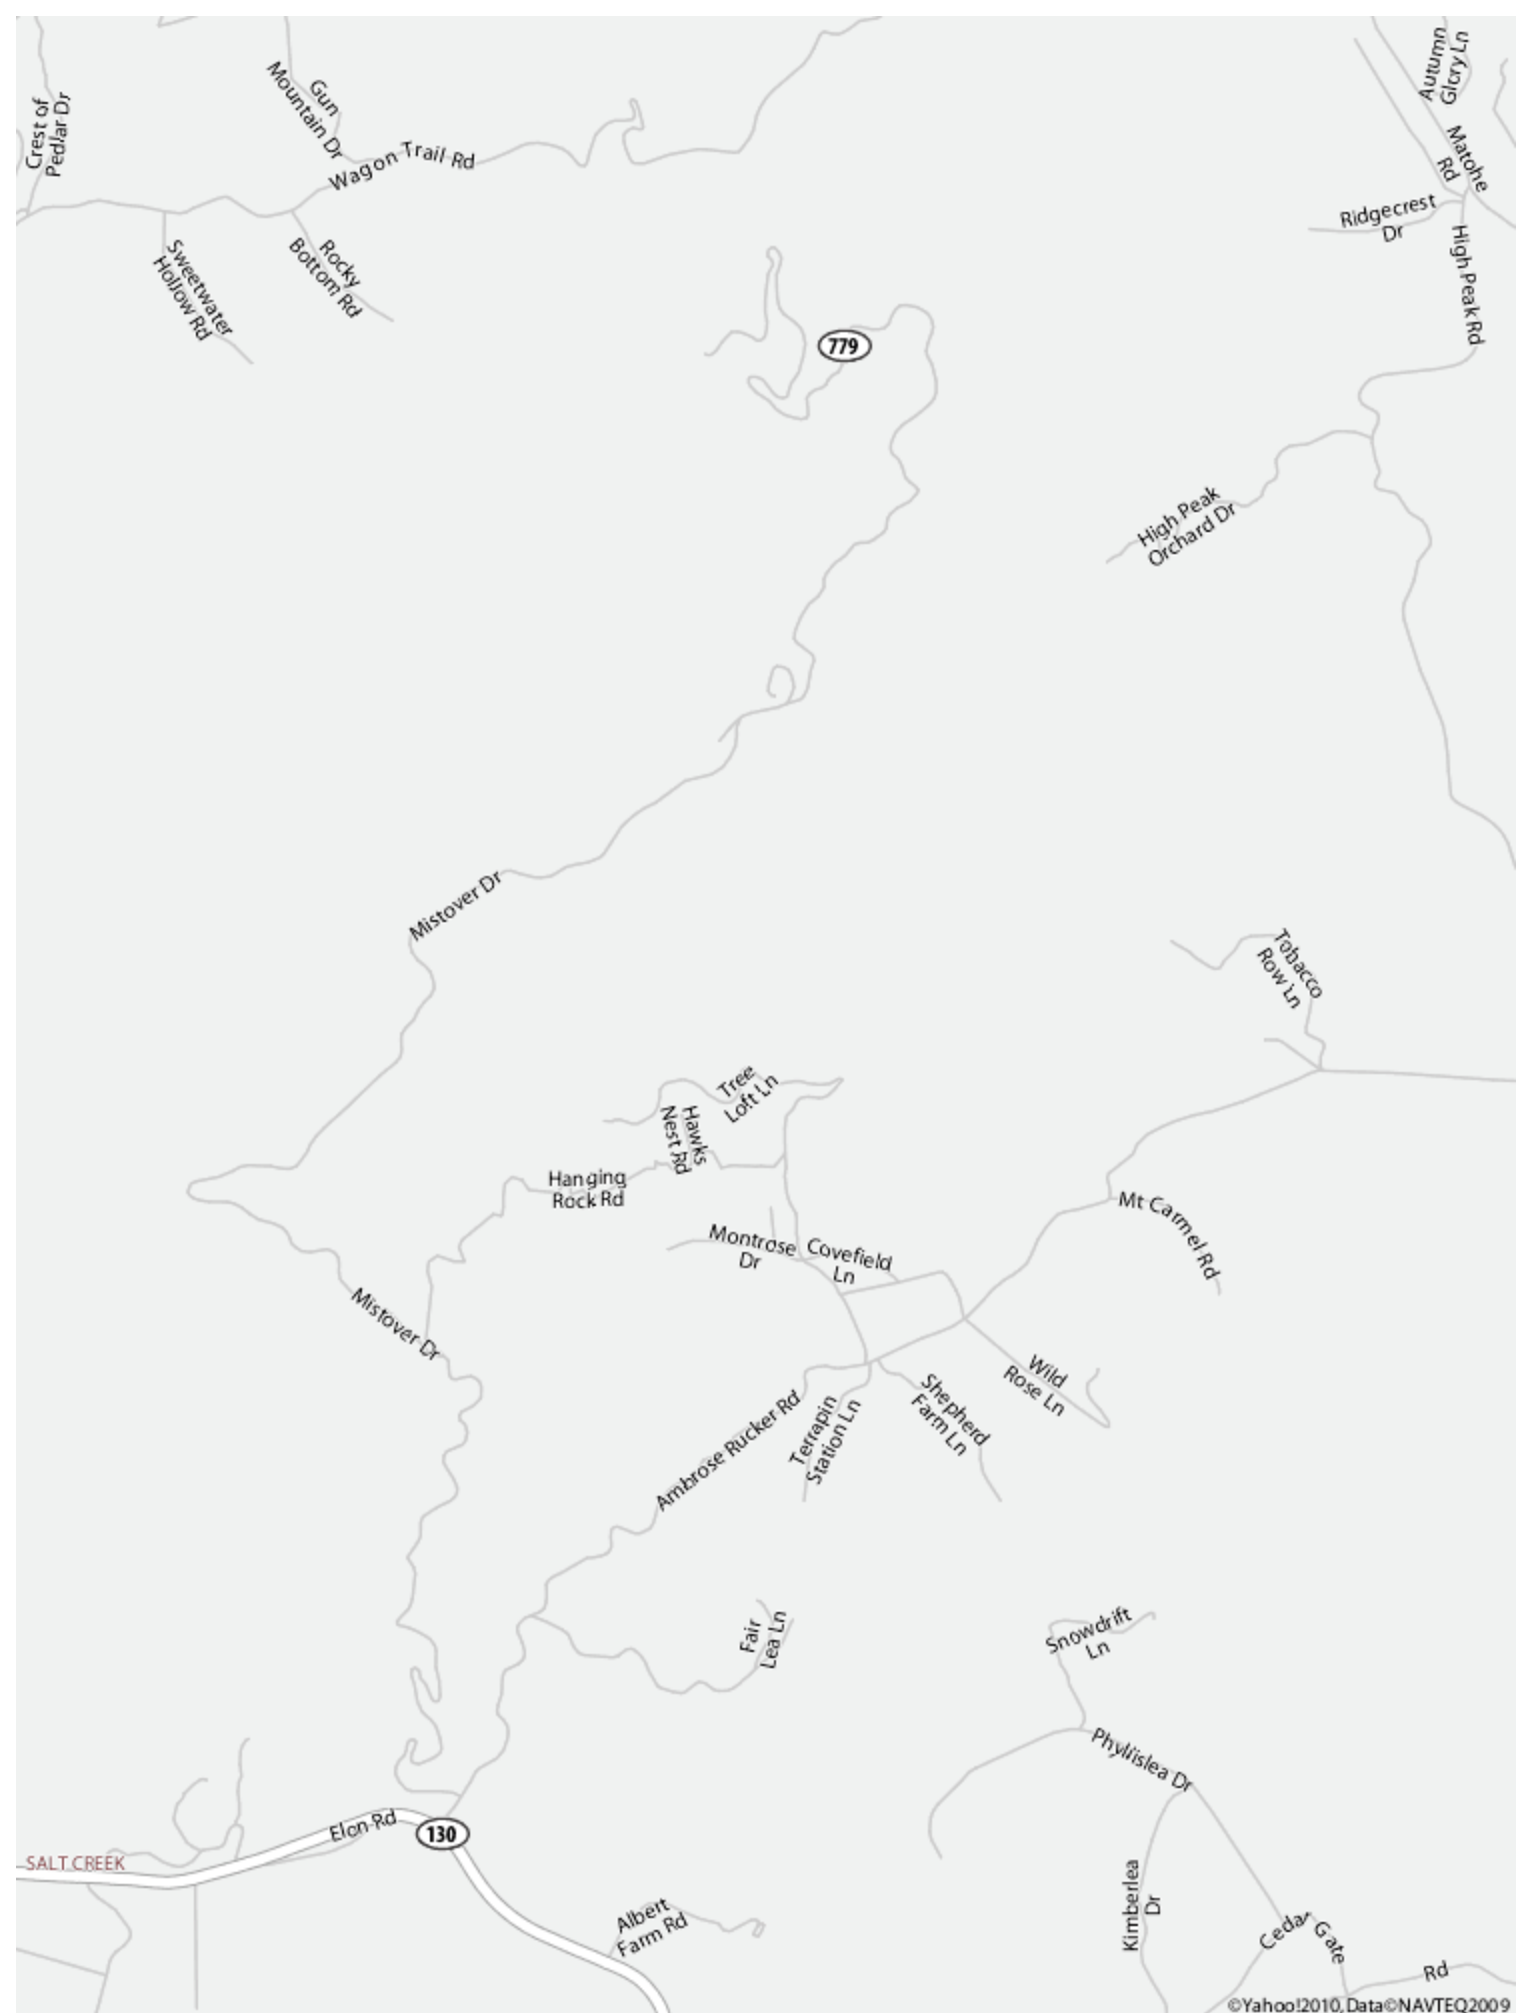 Autumn
Glory Ln
Crest of
Pedlar Dr
Gun
Mountain Dr
Wagon Trail Rd
Matohe
Rd
Ridgecrest
Dr
High Peak Rd
Sweetwater
Hollow Rd
Rocky
Bottom Rd
779
High Peak
Orchard Dr
Mistover Dr
Tobacco
Row Ln
Tree
Loft Ln
Hawks
Nest Rd
Hanging
Rock Rd
Mt Carmel Rd
Montrose
Dr
Covefield
Ln
Mistover Dr
Wild
Rose Ln
Shepherd
Farm Ln
Terrapin
Station Ln
Ambrose Rucker Rd
Fair
Lea Ln
Snowdrift
Ln
Phyllislea Dr
Elon Rd
130
SALT CREEK
Kimberlea
Dr
Albert
Farm Rd
Cedar Gate Rd
©Yahoo!2010, Data©NAVTEQ2009